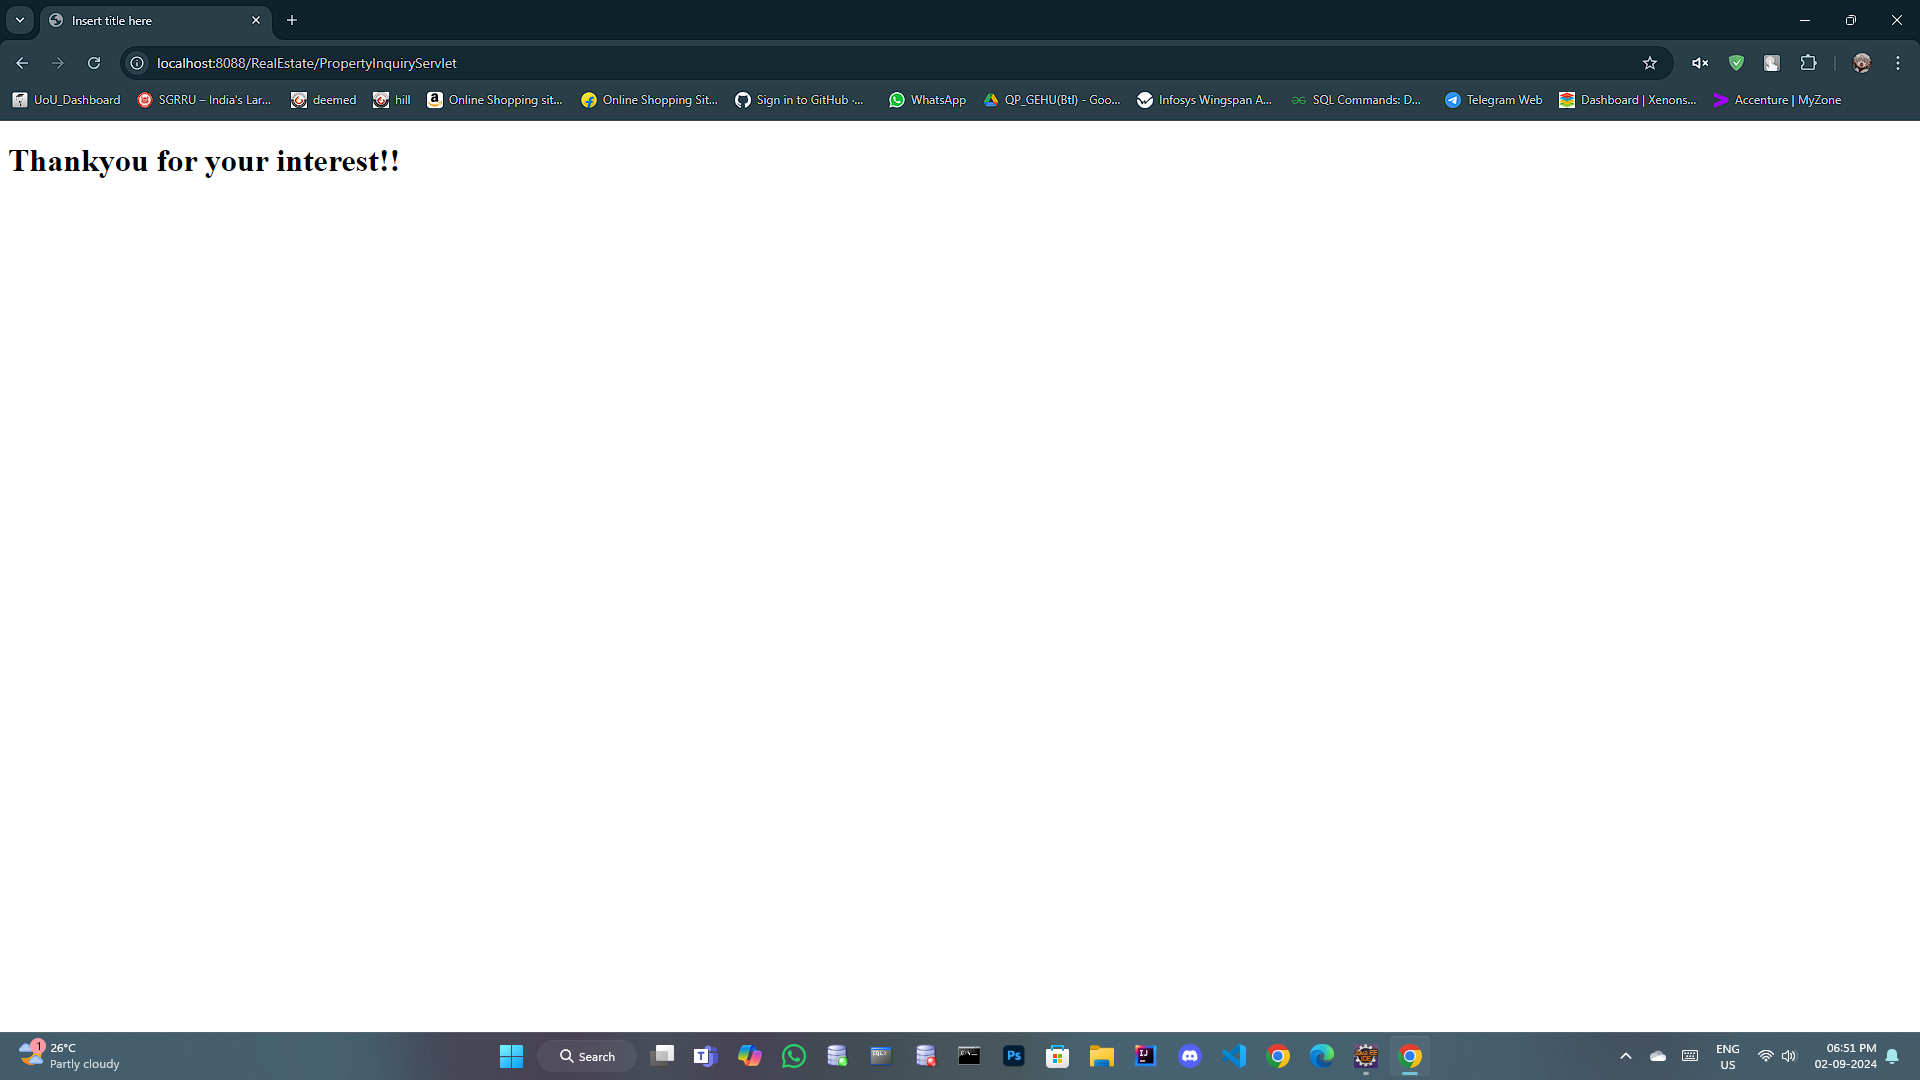 Insert title here
localhost:8088/RealEstate/PropertyInquiryServlet
UoU_Dashboard
SGRRU – India's Lar...
deemed
hill
Online Shopping sit...
Online Shopping Sit...
Sign in to GitHub ·...
WhatsApp
QP_GEHU(Btl) - Goo...
Infosys Wingspan A...
SQL Commands: D...
Telegram Web
Dashboard | Xenons...
Accenture | MyZone
Thankyou for your interest!!
1
26°C
Partly cloudy
Search
ENG
US
06:51 PM
02-09-2024